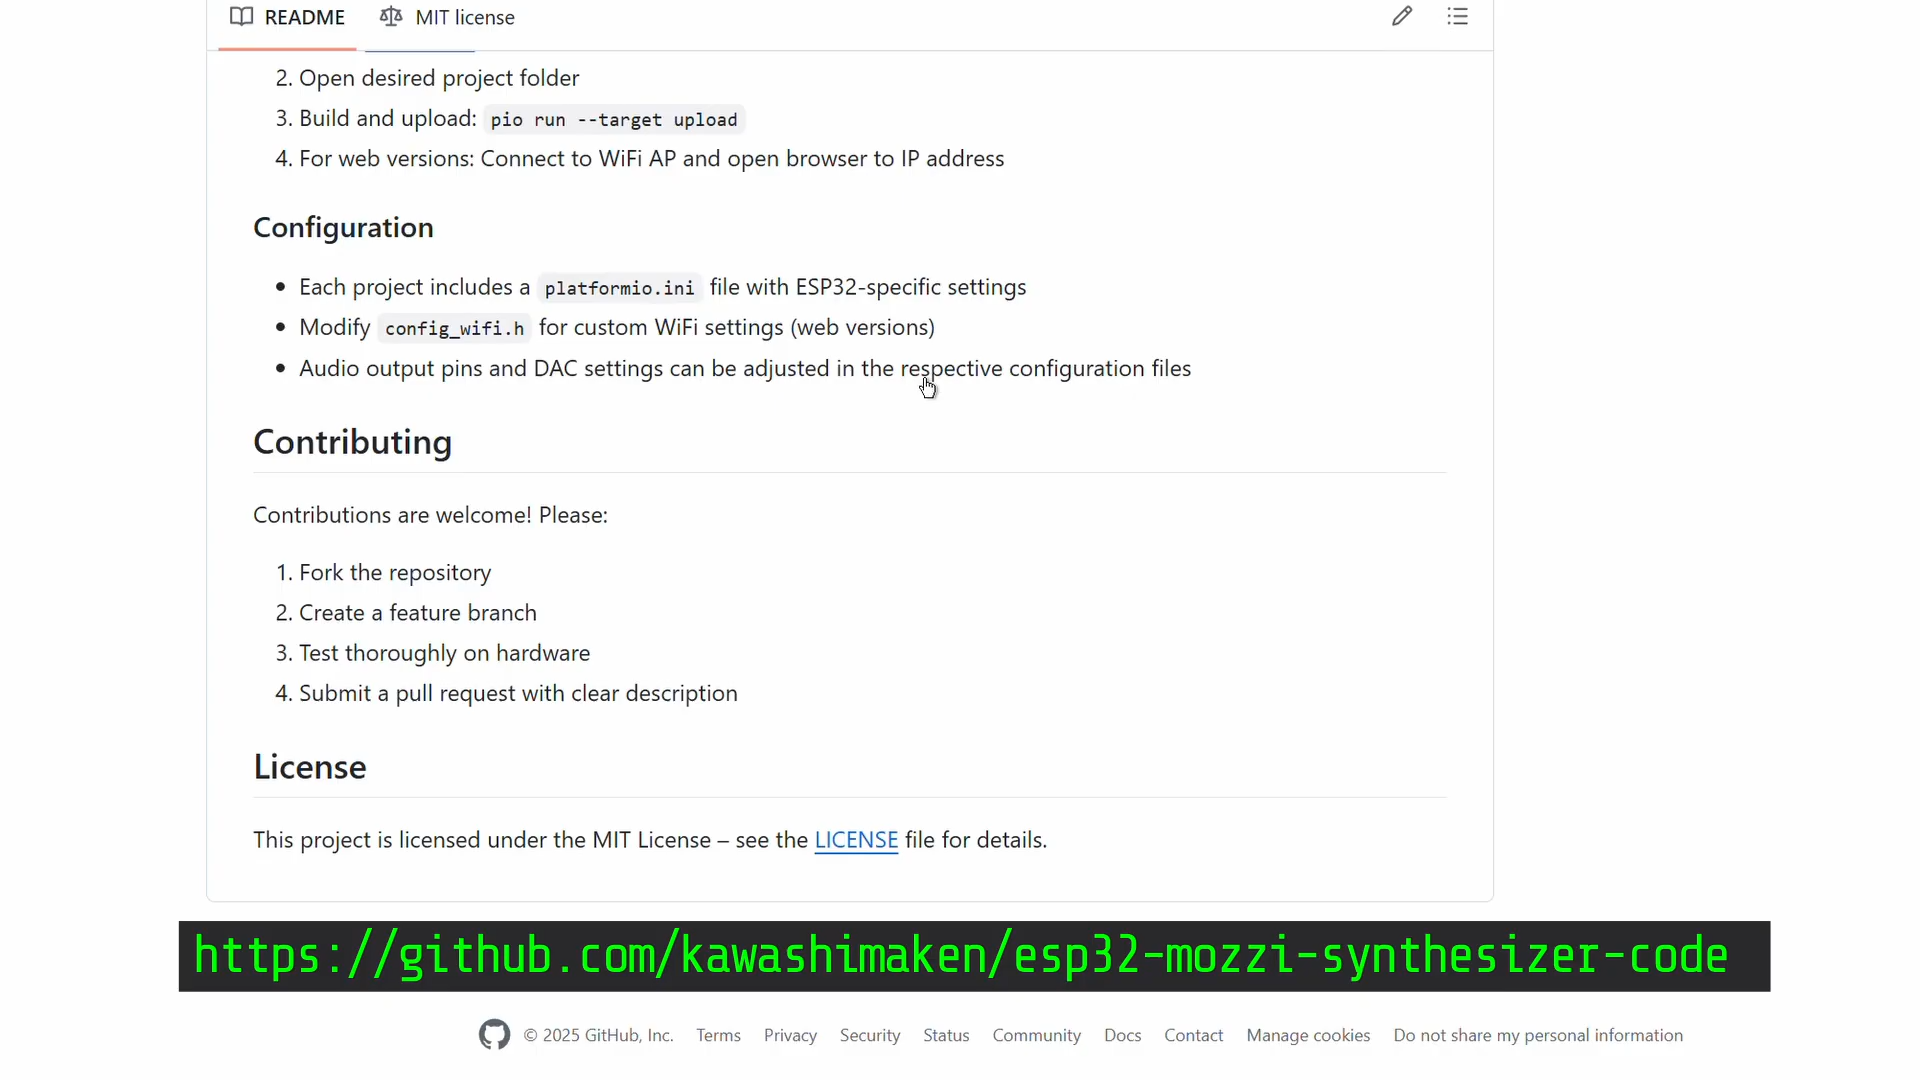 README MIT license
2. Open desired project folder
3. Build and upload: pio run --target upload
4. For web versions: Connect to WiFi AP and open browser to IP address
Configuration
• Each project includes a platformio.ini file with ESP32-specific settings
• Modify config_wifi.h for custom WiFi settings (web versions)
• Audio output pins and DAC settings can be adjusted in the respective configuration files
Contributing
Contributions are welcome! Please:
1. Fork the repository
2. Create a feature branch
3. Test thoroughly on hardware
4. Submit a pull request with clear description
License
This project is licensed under the MIT License – see the LICENSE file for details.
https://github.com/kawashimaken/esp32-mozzi-synthesizer-code
© 2025 GitHub, Inc. Terms Privacy Security Status Community Docs Contact Manage cookies Do not share my personal information